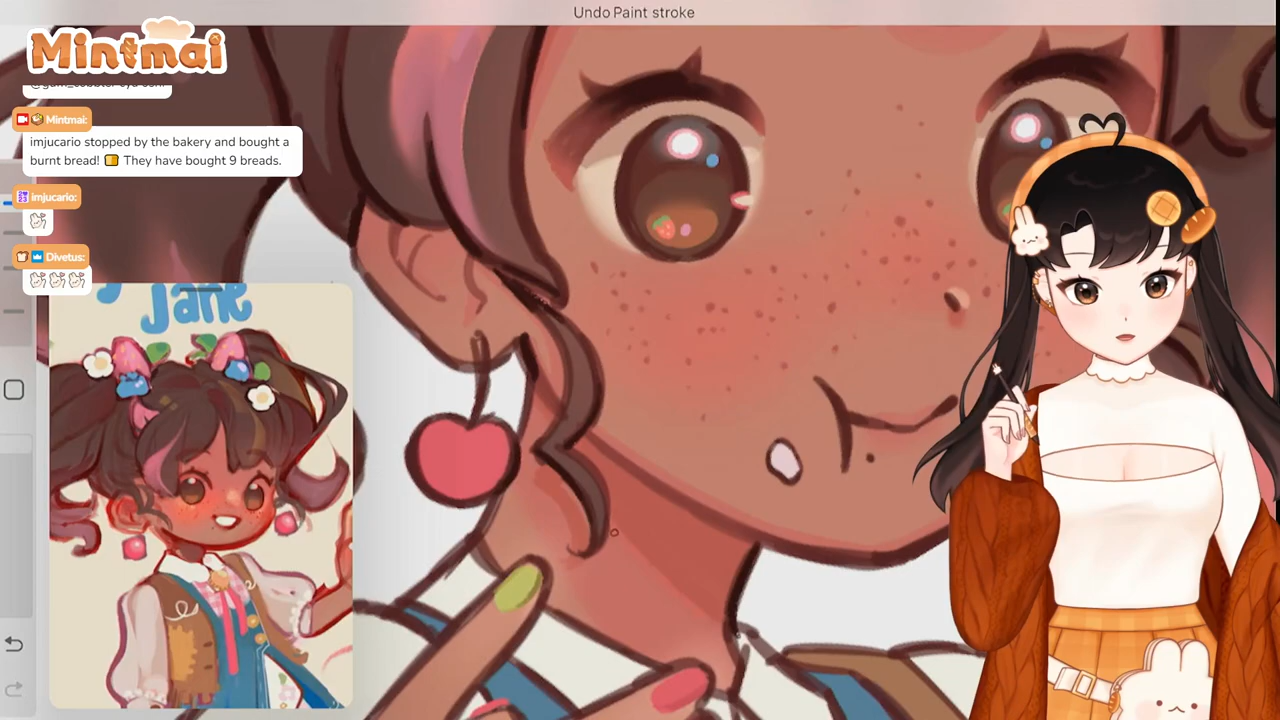 Undo Paint stroke
Mintmai
Mintmai:
imjucario stopped by the bakery and bought a
burnt bread! They have bought 9 breads.
imjucario:
Divetus:
Jane